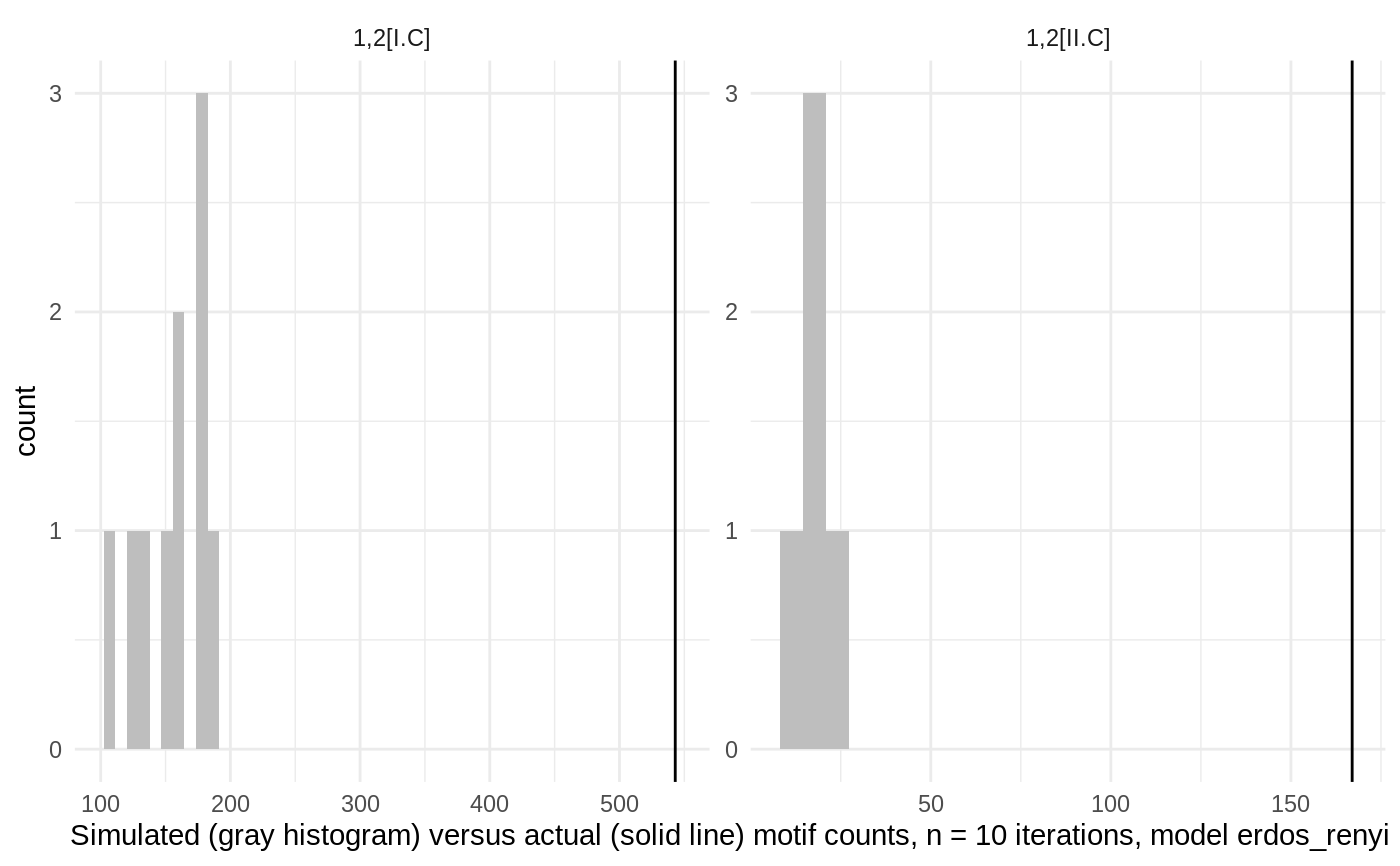 1,2[I.C]
1,2[II.C]
3
2
1
0
3
2
1
0
count
100 200 300 400 500
50 100 150
Simulated (gray histogram) versus actual (solid line) motif counts, n = 10 iterations, model erdos_renyi